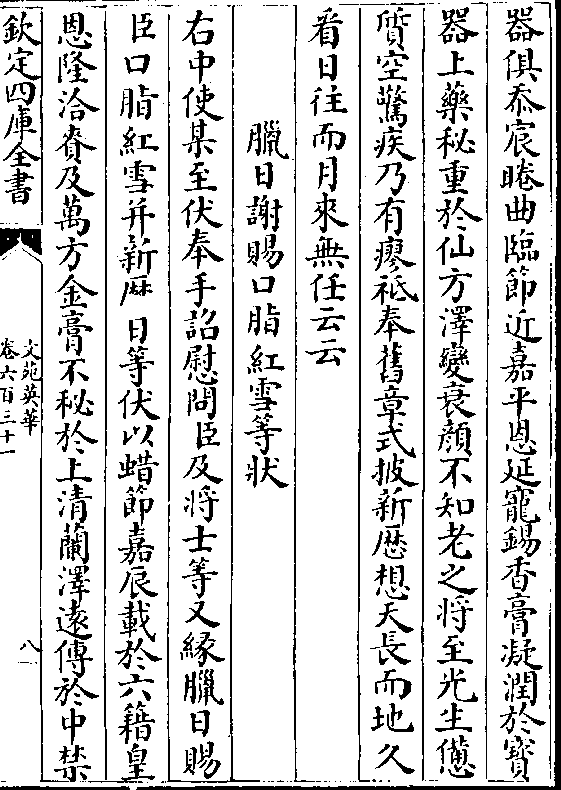 器俱忝宸睠曲臨節近嘉平恩延寵錫香膏凝潤於寶
器上藥秘重於仙方澤變衰顔不知老之將至光生憊
質空驚疾乃有瘳祗奉舊章式披新厯想天長而地久
看日往而月來無任云云
臘日謝賜口脂紅雪等狀
右中使某至伏奉手詔慰問臣及將士等又縁臘日賜
臣口脂紅雪并新厯日等伏以蜡節嘉辰載於六籍皇
恩隆洽賚及萬方金膏不秘於上清蘭澤遠傳於中禁
欽定四庫全書
文苑英華
卷六百三十一
八